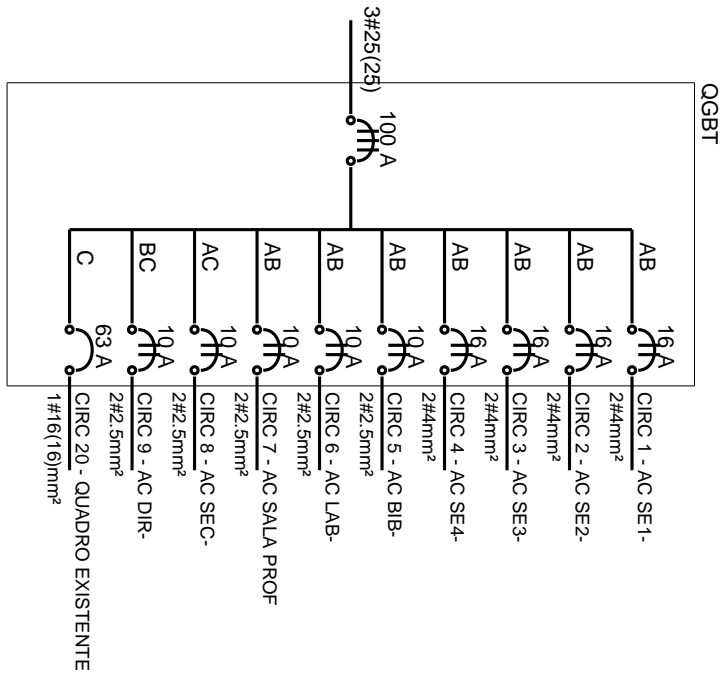 QGBT
3#25(25)
100 A
AB
16 A
CIRC 1 - AC SE1-
2#4mm²
AB
16 A
CIRC 2 - AC SE2-
2#4mm²
AB
16 A
CIRC 3 - AC SE3-
2#4mm²
AB
16 A
CIRC 4 - AC SE4-
2#4mm²
AB
10 A
CIRC 5 - AC BIB-
2#2.5mm²
AB
10 A
CIRC 6 - AC LAB-
2#2.5mm²
AB
10 A
CIRC 7 - AC SALA PROF
2#2.5mm²
AC
10 A
CIRC 8 - AC SEC-
2#2.5mm²
BC
10 A
CIRC 9 - AC DIR-
2#2.5mm²
C
63 A
CIRC 20 - QUADRO EXISTENTE
1#16(16)mm²